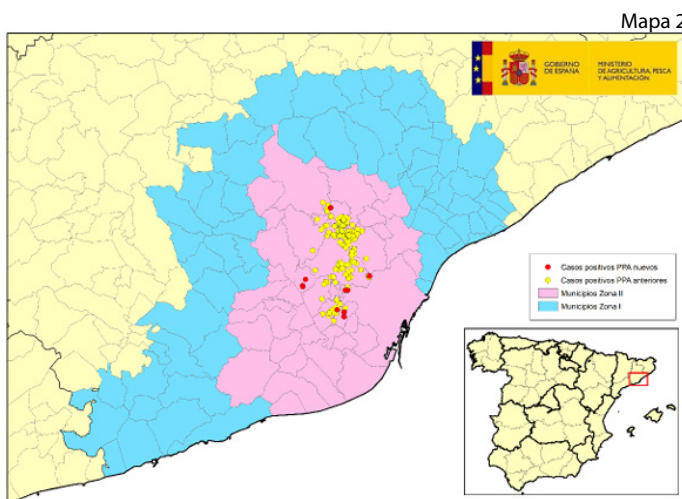 Mapa 2
GOBIERNO
DE ESPAÑA
MINISTERIO
DE AGRICULTURA, PESCA
Y ALIMENTACIÓN
Casos positivos PPA nuevos
Casos positivos PPA anteriores
Municipios Zona II
Municipios Zona I